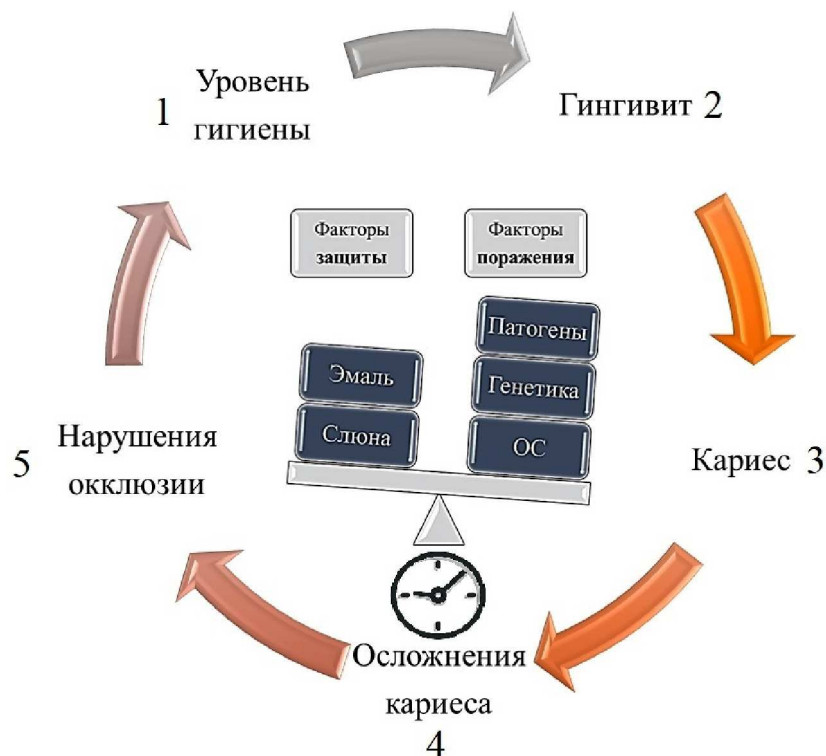 1 Уровень
гигиены
Гингивит 2
Факторы
защиты
Факторы
поражения
Патогены
Эмаль
Генетика
Слюна
ОС
5 Нарушения
окклюзии
Кариес 3
Осложнения
кариеса
4